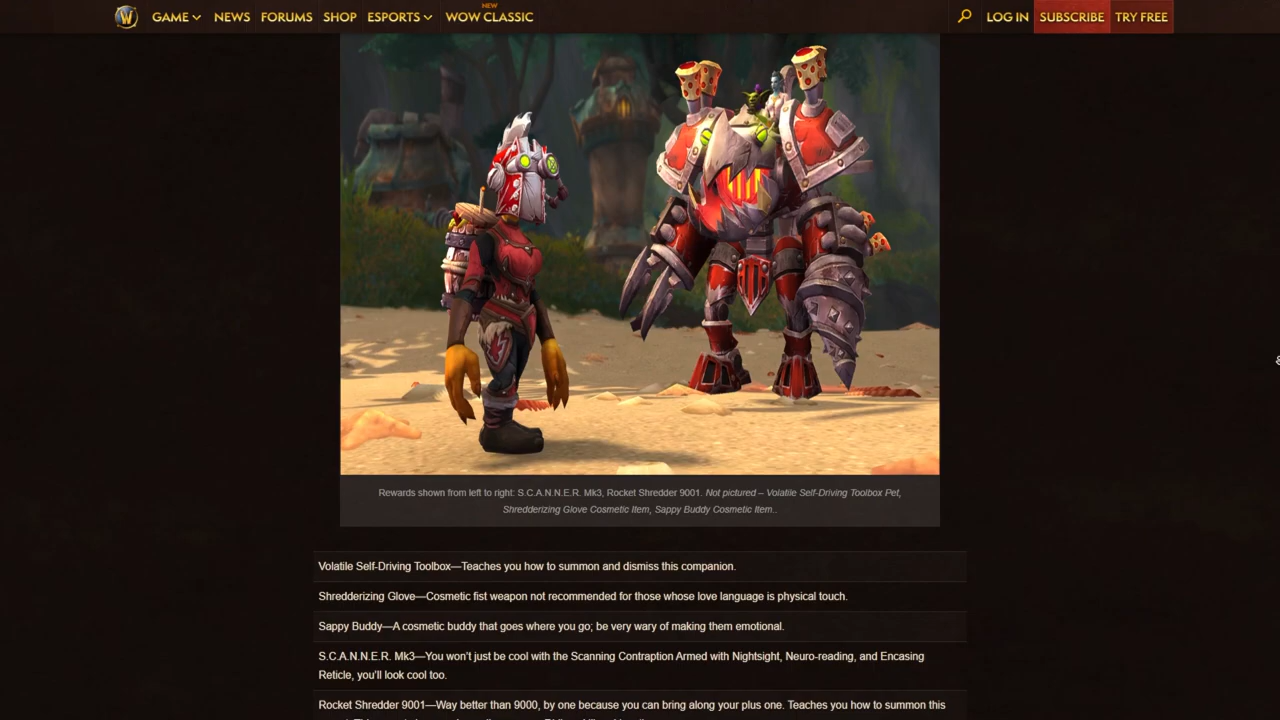 GAME NEWS FORUMS SHOP ESPORTS NEW WOW CLASSIC LOG IN SUBSCRIBE TRY FREE
Rewards shown from left to right: S.C.A.N.N.E.R. Mk3, Rocket Shredder 9001. Not pictured – Volatile Self-Driving Toolbox Pet,
Shredderizing Glove Cosmetic Item, Sappy Buddy Cosmetic Item..
Volatile Self-Driving Toolbox—Teaches you how to summon and dismiss this companion.
Shredderizing Glove—Cosmetic fist weapon not recommended for those whose love language is physical touch.
Sappy Buddy—A cosmetic buddy that goes where you go; be very wary of making them emotional.
S.C.A.N.N.E.R. Mk3—You won't just be cool with the Scanning Contraption Armed with Nightsight, Neuro-reading, and Encasing
Reticle, you'll look cool too.
Rocket Shredder 9001—Way better than 9000, by one because you can bring along your plus one. Teaches you how to summon this